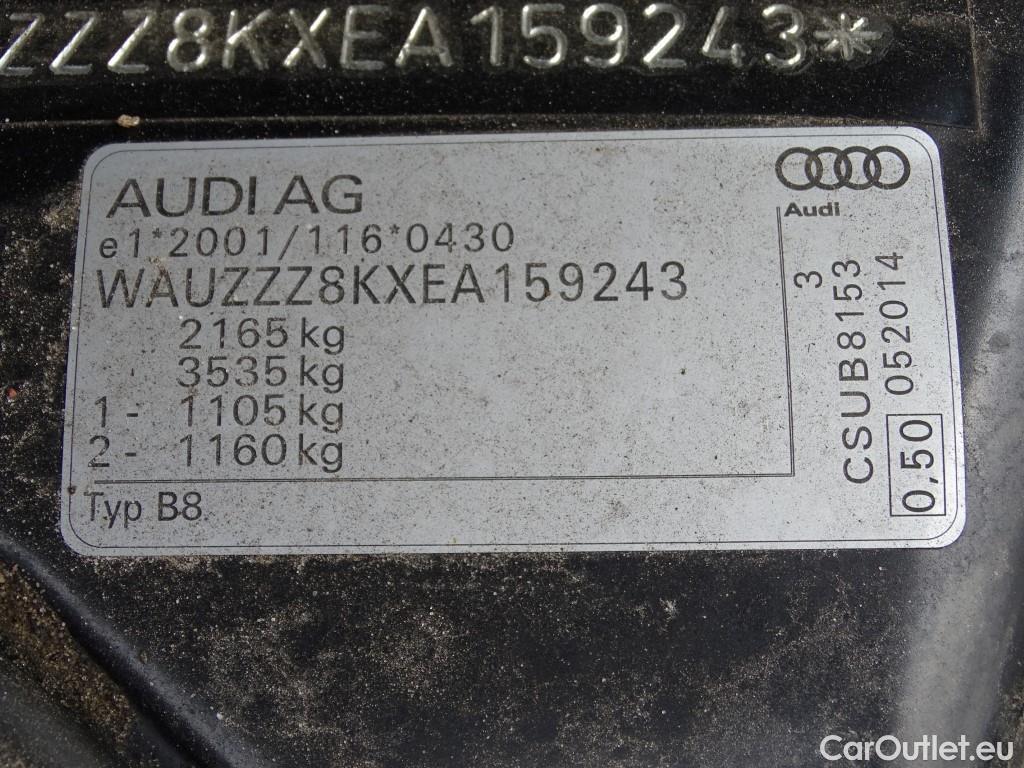 ZZZ8KXEA159243*
AUDI AG
e1*2001/116*0430
WAUZZZ8KXEA159243
2165 kg
3535 kg
1 - 1105 kg
2 - 1160 kg
Typ B8
Audi
3
CSUB8153
052014
0,50
CarOutlet.eu